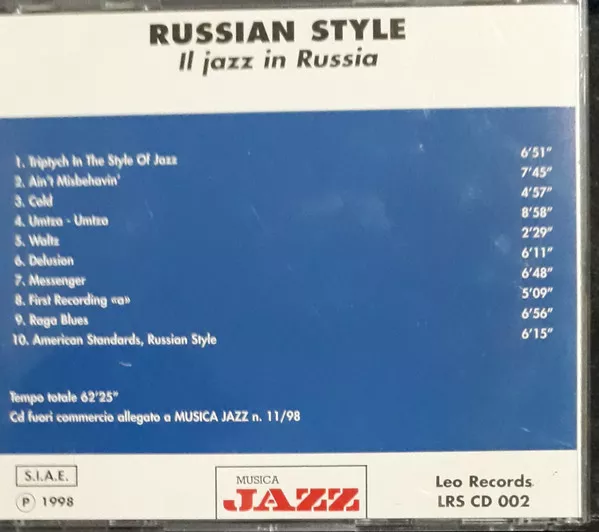 RUSSIAN STYLE
Il jazz in Russia
1. Triptych In The Style Of Jazz 6'51"
2. Ain't Misbehavin' 7'45"
3. Cold 4'57"
4. Umtza - Umtza 8'58"
5. Waltz 2'29"
6. Delusion 6'11"
7. Messenger 6'48"
8. First Recording «a» 5'09"
9. Raga Blues 6'56"
10. American Standards, Russian Style 6'15"
Tempo totale 62'25"
Cd fuori commercio allegato a MUSICA JAZZ n. 11/98
S.I.A.E.
℗ 1998
MUSICA
JAZZ
Leo Records
LRS CD 002